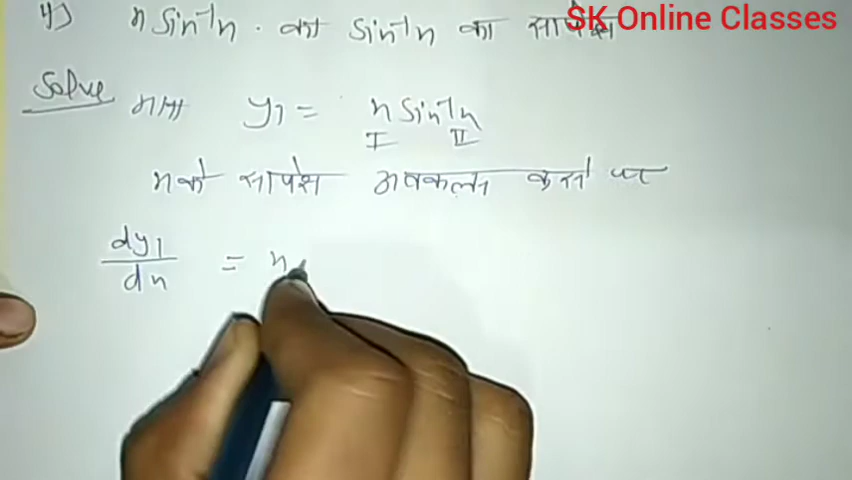 SK Online Classes
4) x sin⁻¹x . का sin⁻¹x का सापेक्ष
Solve माना y₁ = x sin⁻¹x
I II
x के सापेक्ष अवकलन करने पर
dy₁/dx = x